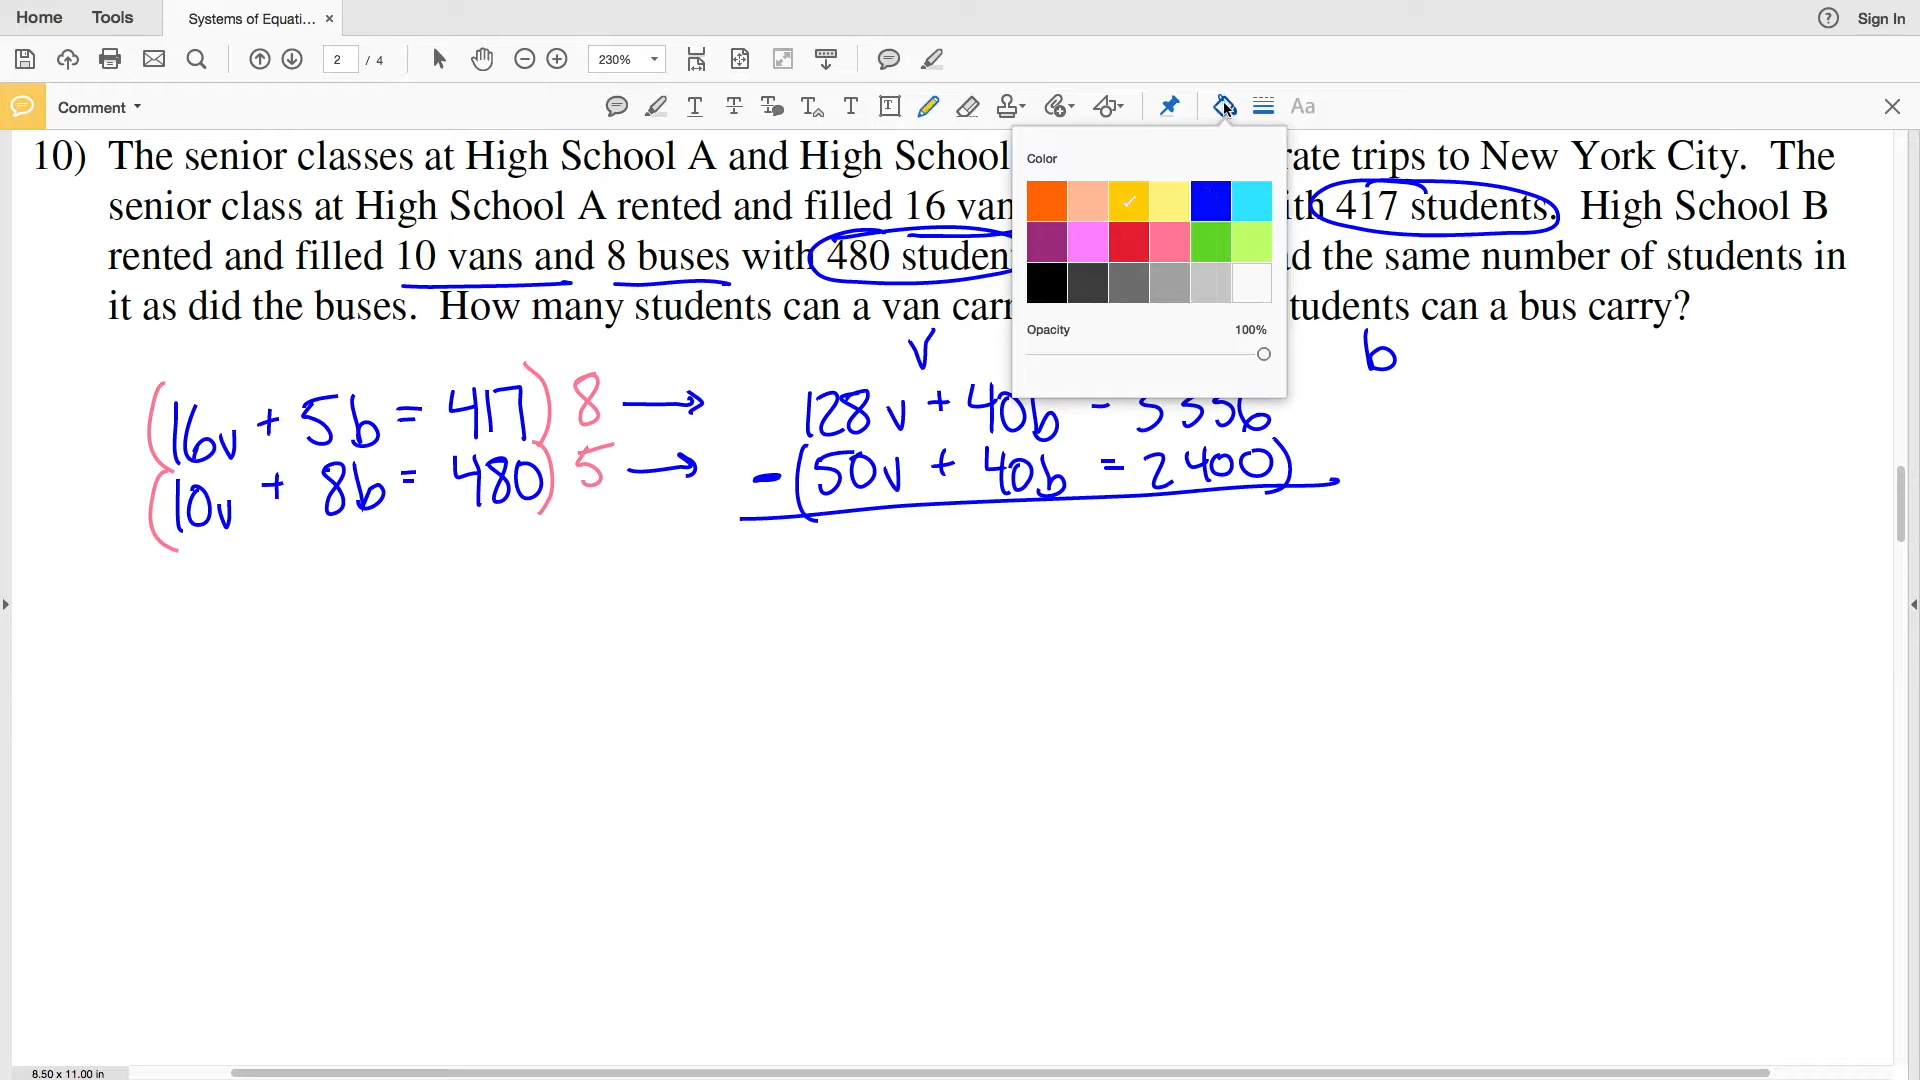 Home Tools Systems of Equati... × Sign In
2 / 4 230%
Comment Aa
10) The senior classes at High School A and High School rate trips to New York City. The
senior class at High School A rented and filled 16 van ith 417 students. High School B
rented and filled 10 vans and 8 buses with 480 studen d the same number of students in
it as did the buses. How many students can a van carr tudents can a bus carry?
Color
Opacity 100%
v b
(16v + 5b = 417) 8 → 128v + 40b = 3336
(10v + 8b = 480) 5 → - (50v + 40b = 2400)
8.50 x 11.00 in